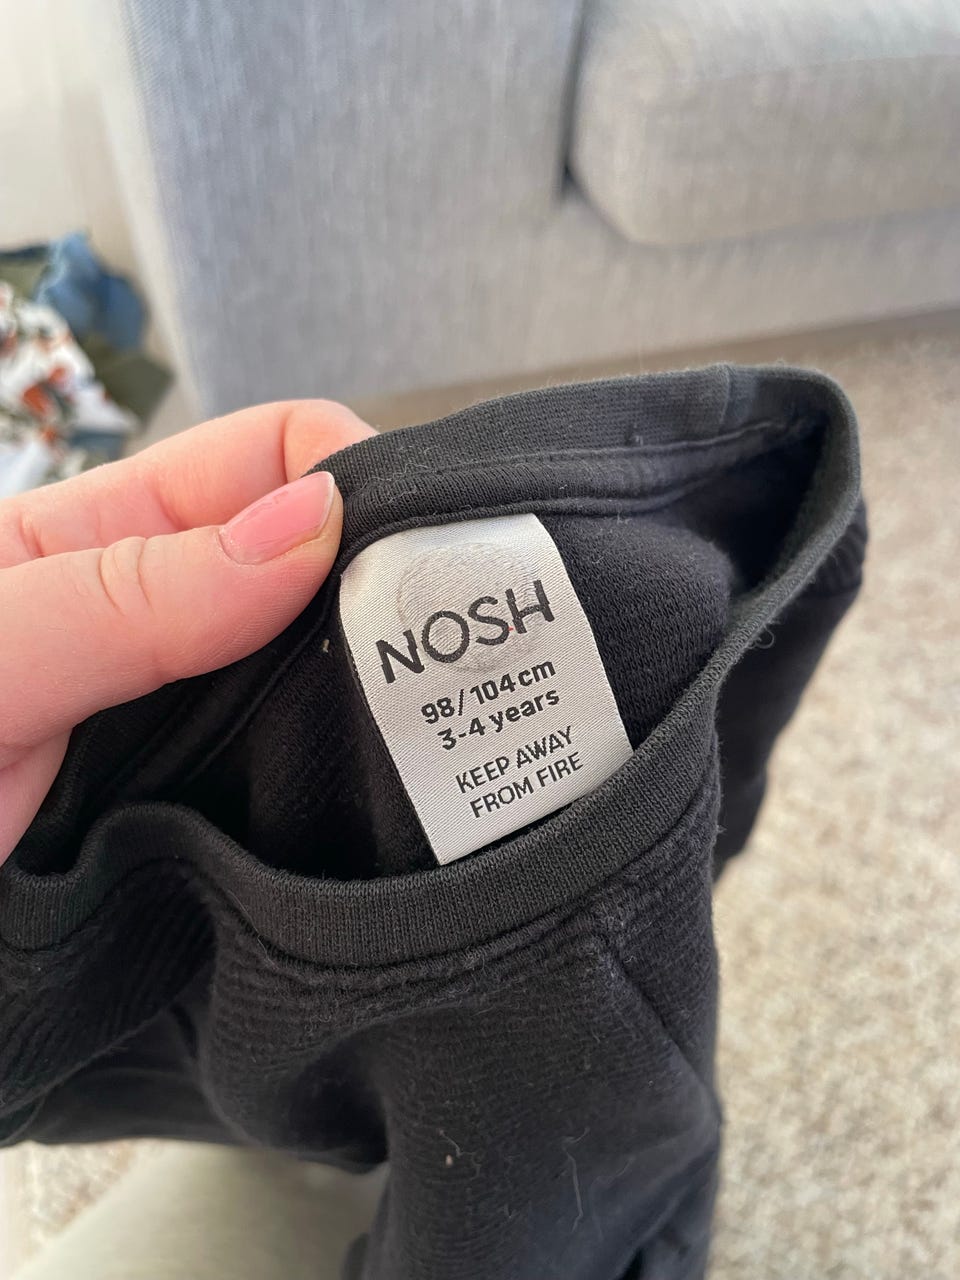 NOSH
98/104cm
3-4 years
KEEP AWAY
FROM FIRE